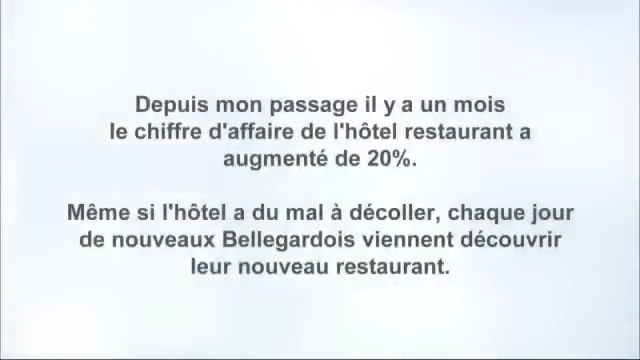 Depuis mon passage il y a un mois
le chiffre d'affaire de l'hôtel restaurant a
augmenté de 20%.
Même si l'hôtel a du mal à décoller, chaque jour
de nouveaux Bellegardois viennent découvrir
leur nouveau restaurant.